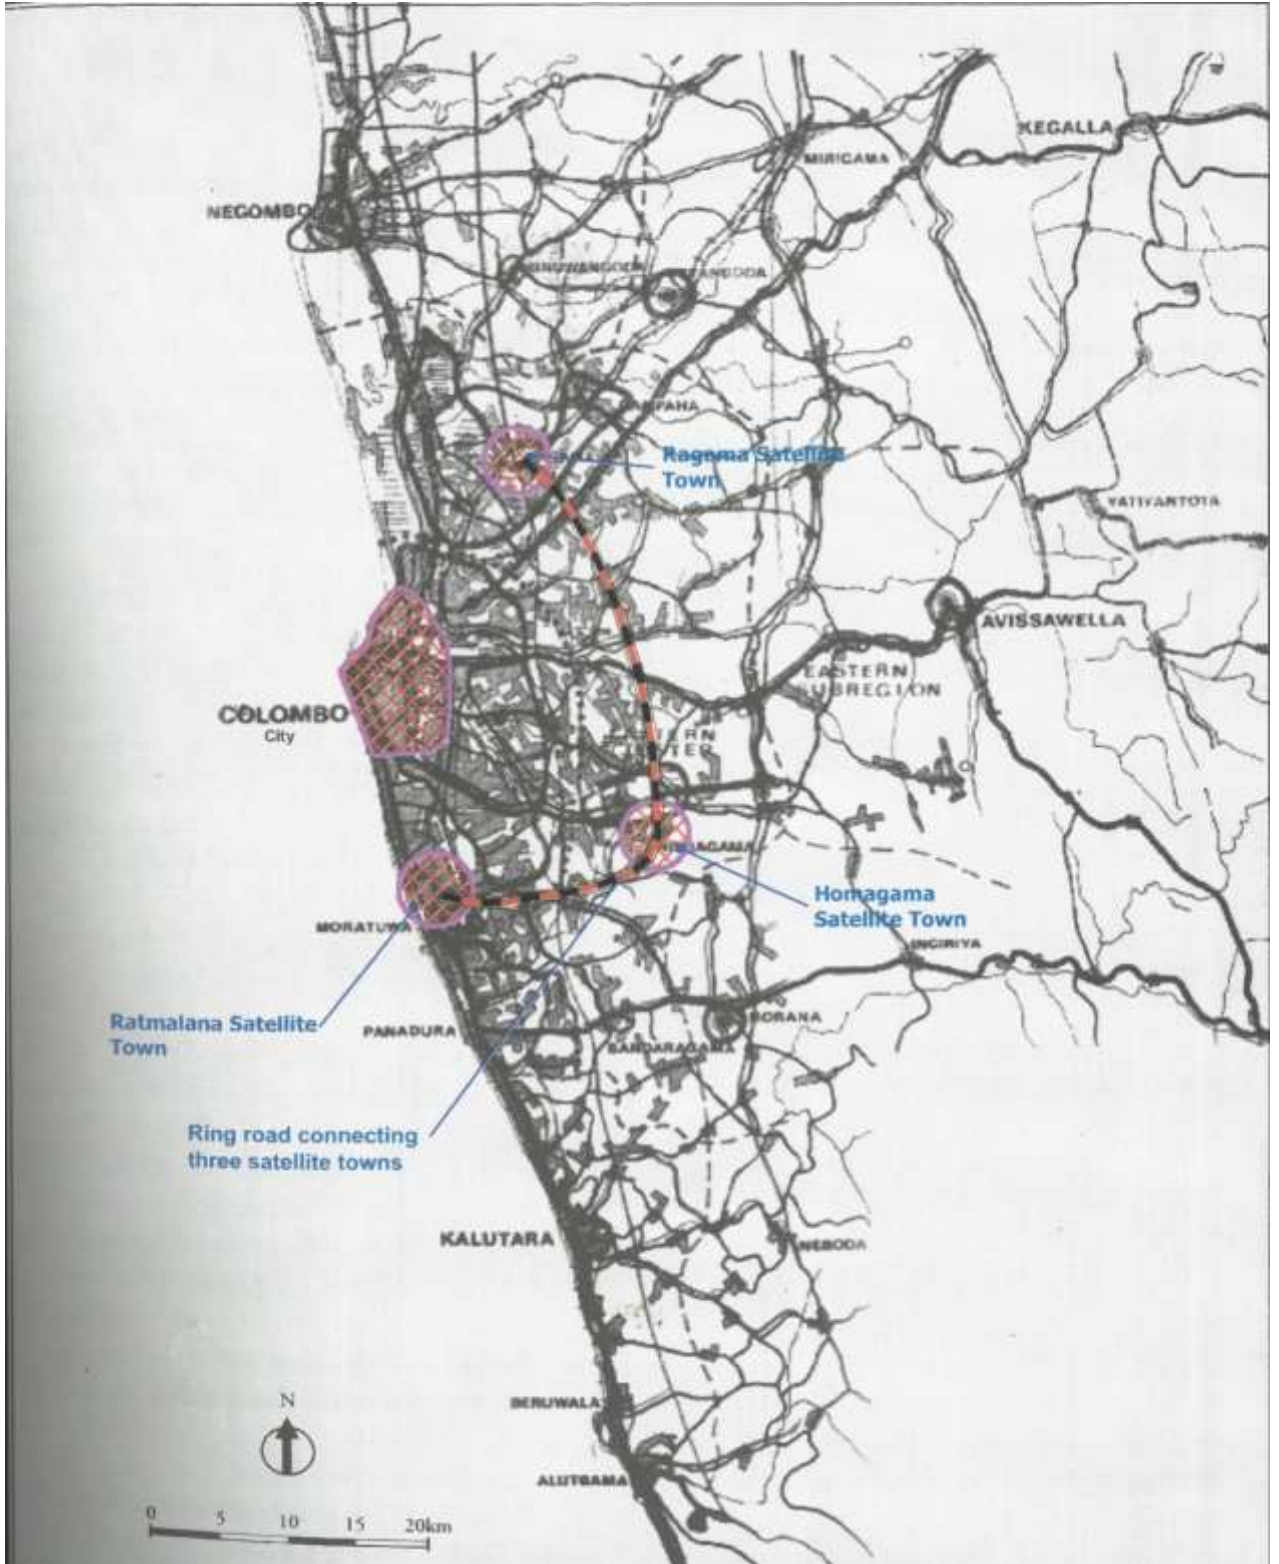 KEGALLA
MIRIGAMA
NEGOMBO
Ragama Satellite
Town
YATIYANTOTA
AVISSAWELLA
EASTERN
SUBREGION
COLOMBO
City
Homagama
Satellite Town
MORATUWA
INGIRIYA
Ratmalana Satellite
Town
PANADURA
HORANA
BANDARAGAMA
Ring road connecting
three satellite towns
KALUTARA
NEBODA
BERUWALA
N
ALUTGAMA
0 5 10 15 20km